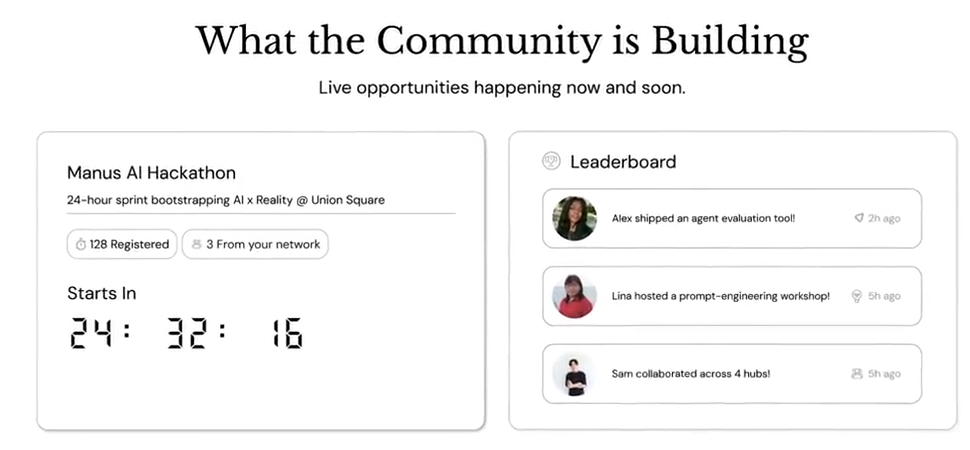 What the Community is Building
Live opportunities happening now and soon.
Manus AI Hackathon
24-hour sprint bootstrapping AI x Reality @ Union Square
128 Registered
3 From your network
Starts In
24: 32: 16
Leaderboard
Alex shipped an agent evaluation tool!
2h ago
Lina hosted a prompt-engineering workshop!
5h ago
Sam collaborated across 4 hubs!
5h ago